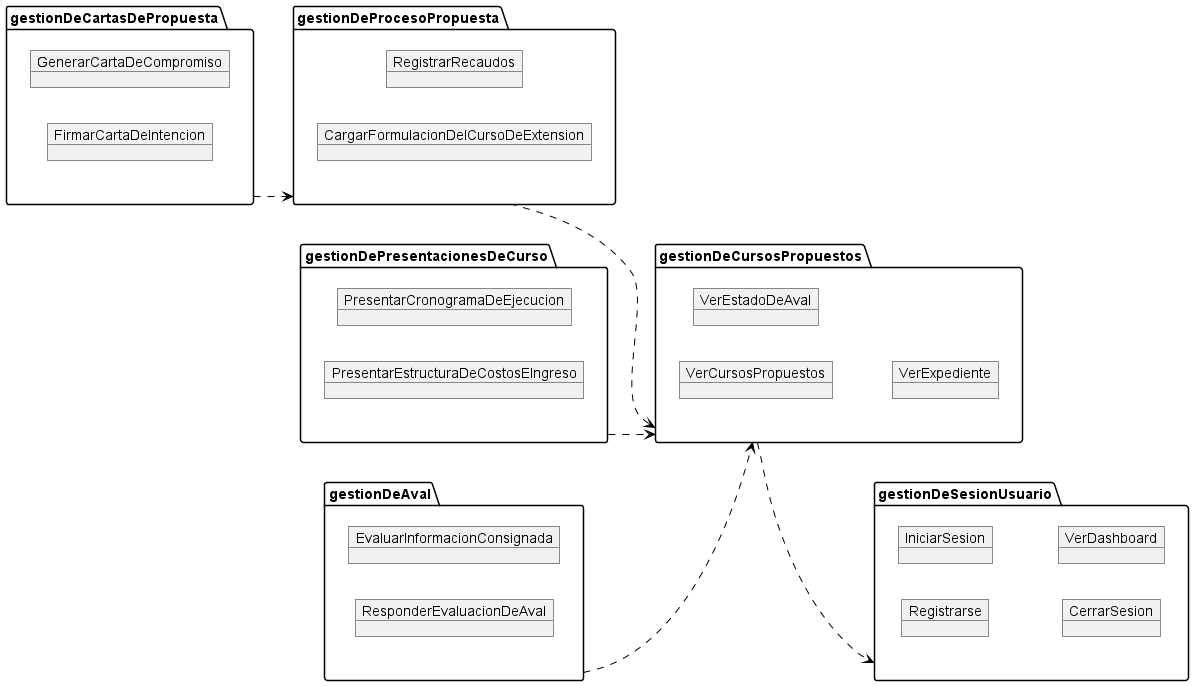 gestionDeCartasDePropuesta
GenerarCartaDeCompromiso
FirmarCartaDeIntencion
gestionDeProcesoPropuesta
RegistrarRecaudos
CargarFormulacionDelCursoDeExtension
gestionDePresentacionesDeCurso
PresentarCronogramaDeEjecucion
PresentarEstructuraDeCostosEIngreso
gestionDeCursosPropuestos
VerEstadoDeAval
VerCursosPropuestos
VerExpediente
gestionDeAval
EvaluarInformacionConsignada
ResponderEvaluacionDeAval
gestionDeSesionUsuario
IniciarSesion
VerDashboard
Registrarse
CerrarSesion